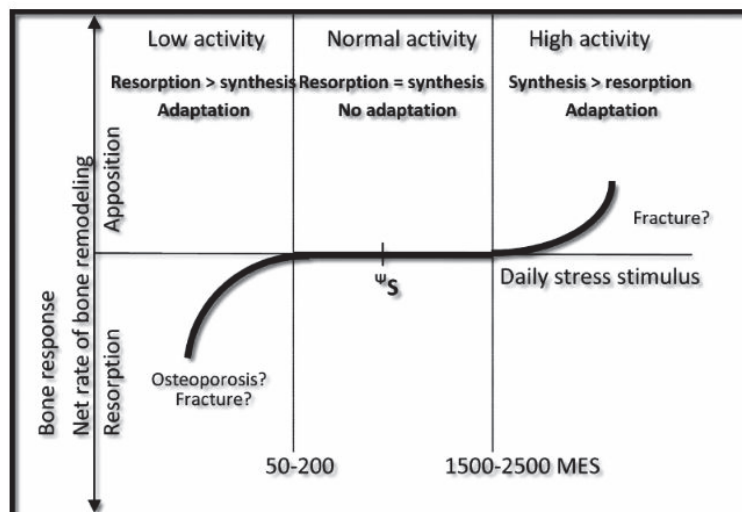 Low activity
Normal activity
High activity
Resorption > synthesis
Resorption = synthesis
Synthesis > resorption
Adaptation
No adaptation
Adaptation
Bone response
Net rate of bone remodeling
Resorption
Apposition
Fracture?
Daily stress stimulus
ΨS
Osteoporosis?
Fracture?
50-200
1500-2500 MES